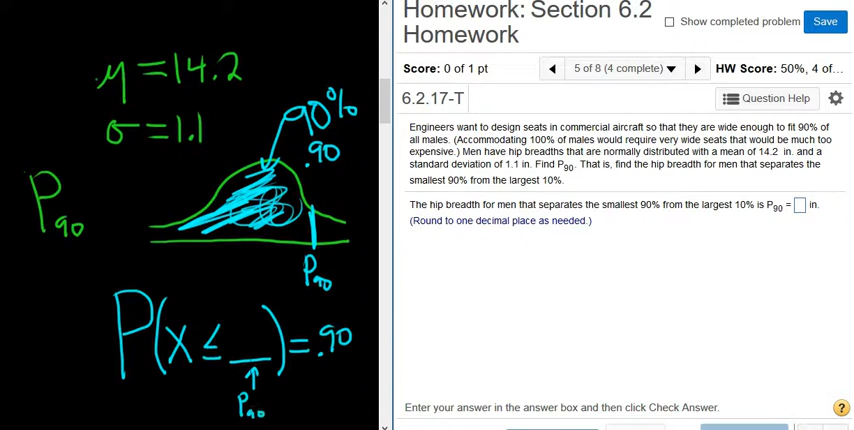 μ = 14.2
σ = 1.1
90%
.90
P90
P90
P(x ≤ __) = .90
P90
Homework: Section 6.2
Homework
Show completed problem
Save
Score: 0 of 1 pt
5 of 8 (4 complete)
HW Score: 50%, 4 of...
6.2.17-T
Question Help
Engineers want to design seats in commercial aircraft so that they are wide enough to fit 90% of
all males. (Accommodating 100% of males would require very wide seats that would be much too
expensive.) Men have hip breadths that are normally distributed with a mean of 14.2 in. and
a standard deviation of 1.1 in. Find P90. That is, find the hip breadth for men that separates the
smallest 90% from the largest 10%.
The hip breadth for men that separates the smallest 90% from the largest 10% is P90 = in.
(Round to one decimal place as needed.)
Enter your answer in the answer box and then click Check Answer.
?